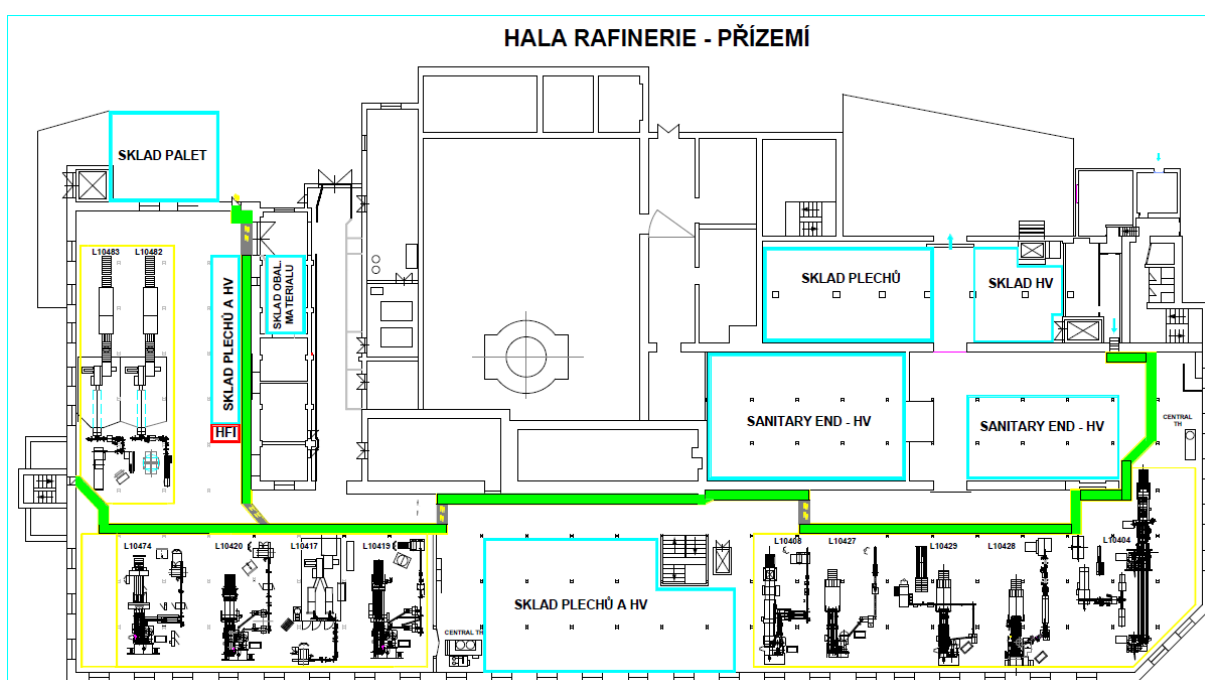 HALA RAFINERIE - PŘÍZEMÍ
SKLAD PALET
L10483
L10482
SKLAD PLECHŮ A HV
SKLAD OBAL.
MATERIALU
HFI
SKLAD PLECHŮ
SKLAD HV
SANITARY END - HV
SANITARY END - HV
CENTRAL
TH
L10474
L10420
L10417
L10419
CENTRAL TH
SKLAD PLECHŮ A HV
L10408
L10427
L10429
L10428
L10404